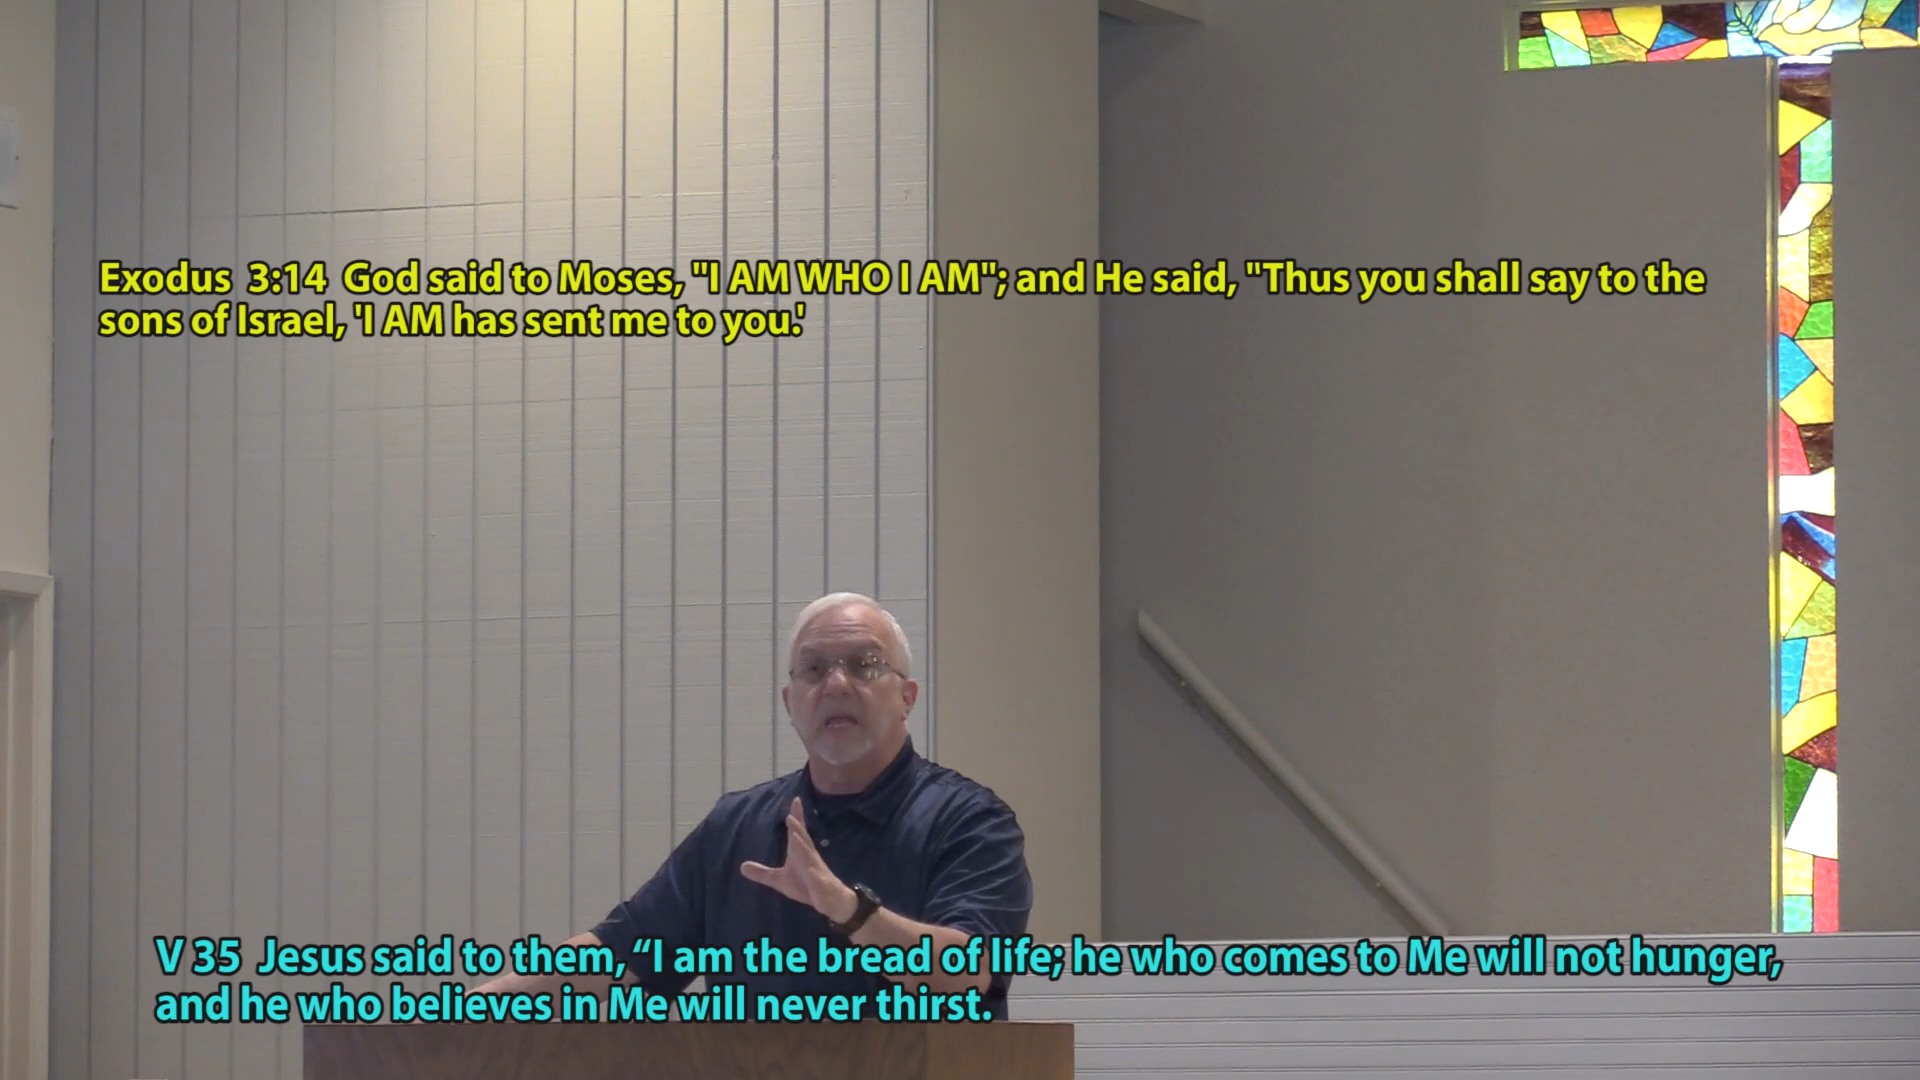 Exodus  3:14  God said to Moses, "I AM WHO I AM"; and He said, "Thus you shall say to the
sons of Israel, 'I AM has sent me to you.'
V 35  Jesus said to them, “I am the bread of life; he who comes to Me will not hunger,
and he who believes in Me will never thirst.